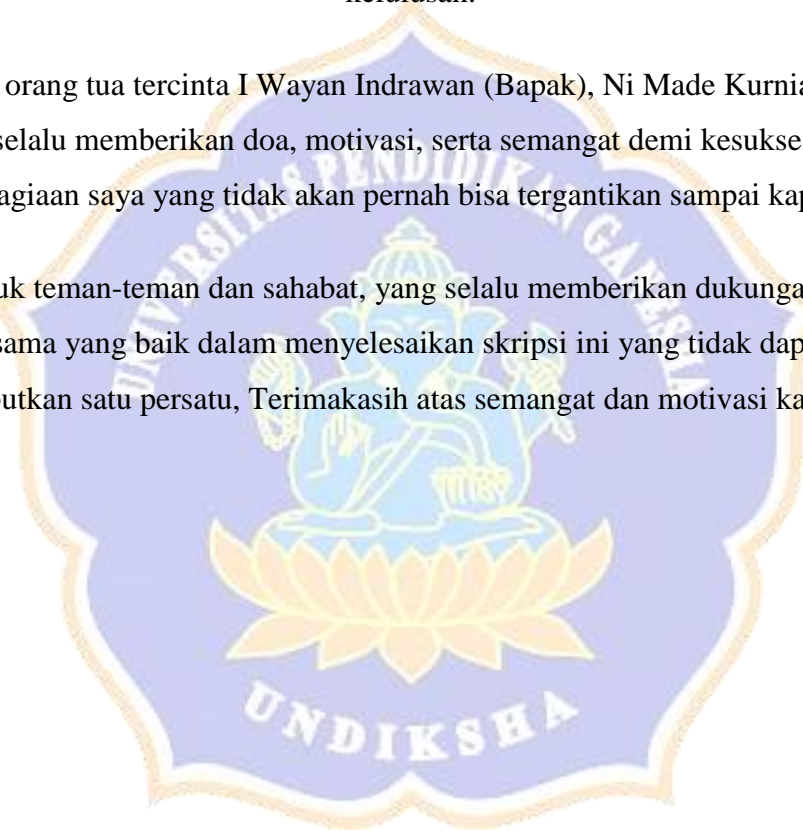 orang tua tercinta I Wayan Indrawan (Bapak), Ni Made Kurnia
selalu memberikan doa, motivasi, serta semangat demi kesukse
agiaan saya yang tidak akan pernah bisa tergantikan sampai kap
uk teman-teman dan sahabat, yang selalu memberikan dukunga
sama yang baik dalam menyelesaikan skripsi ini yang tidak dap
utkan satu persatu, Terimakasih atas semangat dan motivasi ka
UNIVERSITAS PENDIDIKAN GANESHA
UNDIKSHA